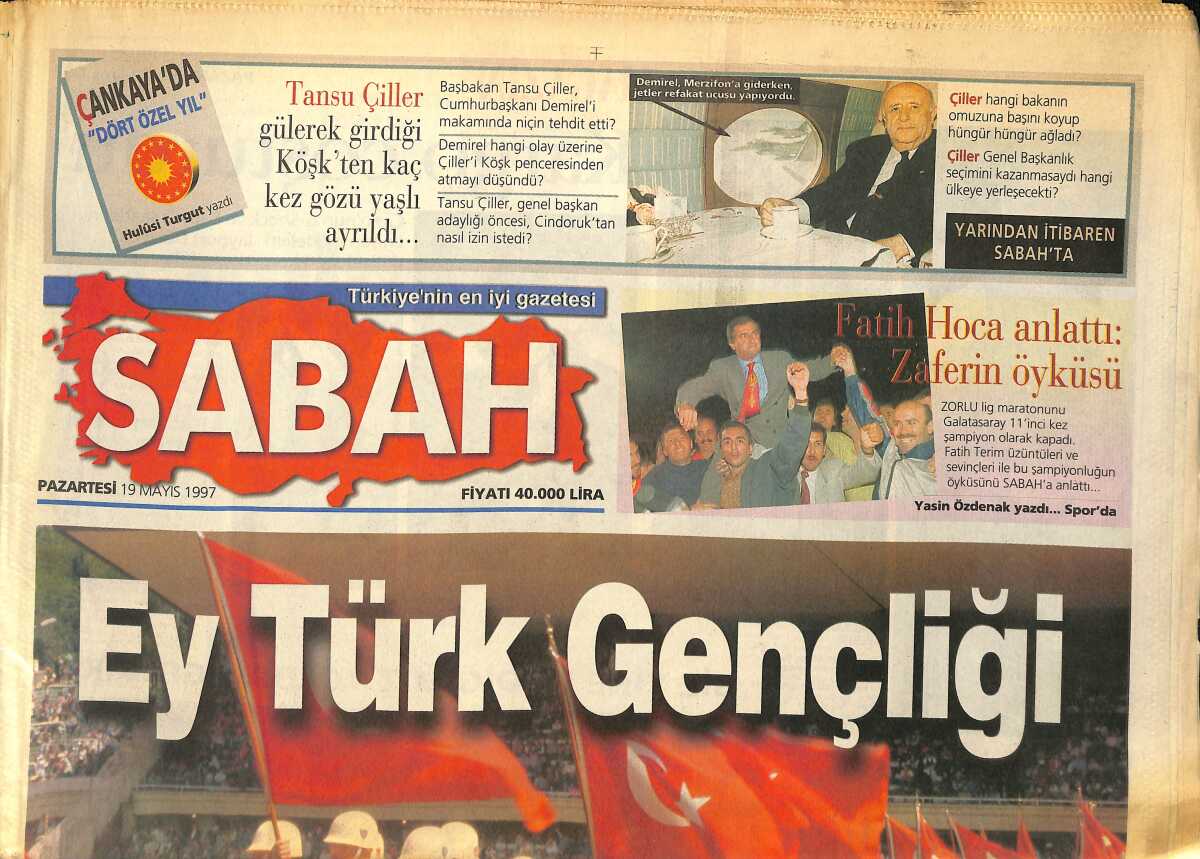 ÇANKAYA'DA
"DÖRT ÖZEL YIL"
Hulûsi Turgut yazdı
Tansu Çiller
gülerek girdiği
Köşk'ten kaç
kez gözü yaşlı
ayrıldı...
Başbakan Tansu Çiller,
Cumhurbaşkanı Demirel'i
makamında niçin tehdit etti?
Demirel hangi olay üzerine
Çiller'i Köşk penceresinden
atmayı düşündü?
Tansu Çiller, genel başkan
adaylığı öncesi, Cindoruk'tan
nasıl izin istedi?
Demirel, Merzifon'a giderken,
jetler refakat uçuşu yapıyordu.
Çiller hangi bakanın
omuzuna başını koyup
hüngür hüngür ağladı?
Çiller Genel Başkanlık
seçimini kazanmasaydı hangi
ülkeye yerleşecekti?
YARINDAN İTİBAREN
SABAH'TA
Türkiye'nin en iyi gazetesi
SABAH
PAZARTESİ 19 MAYIS 1997
FİYATI 40.000 LİRA
Fatih Hoca anlattı:
Zaferin öyküsü
ZORLU lig maratonunu
Galatasaray 11'inci kez
şampiyon olarak kapadı.
Fatih Terim üzüntüleri ve
sevinçleri ile bu şampiyonluğun
öyküsünü SABAH'a anlattı...
Yasin Özdenak yazdı... Spor'da
Ey Türk Gençliği